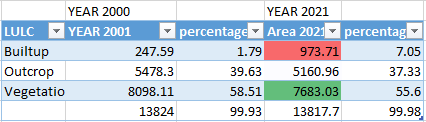 YEAR 2000 YEAR 2021
LULC YEAR 2001 percentage Area 2021 percentag
Builtup 247.59 1.79 973.71 7.05
Outcrop 5478.3 39.63 5160.96 37.33
Vegetatio 8098.11 58.51 7683.03 55.6
13824 99.93 13817.7 99.98